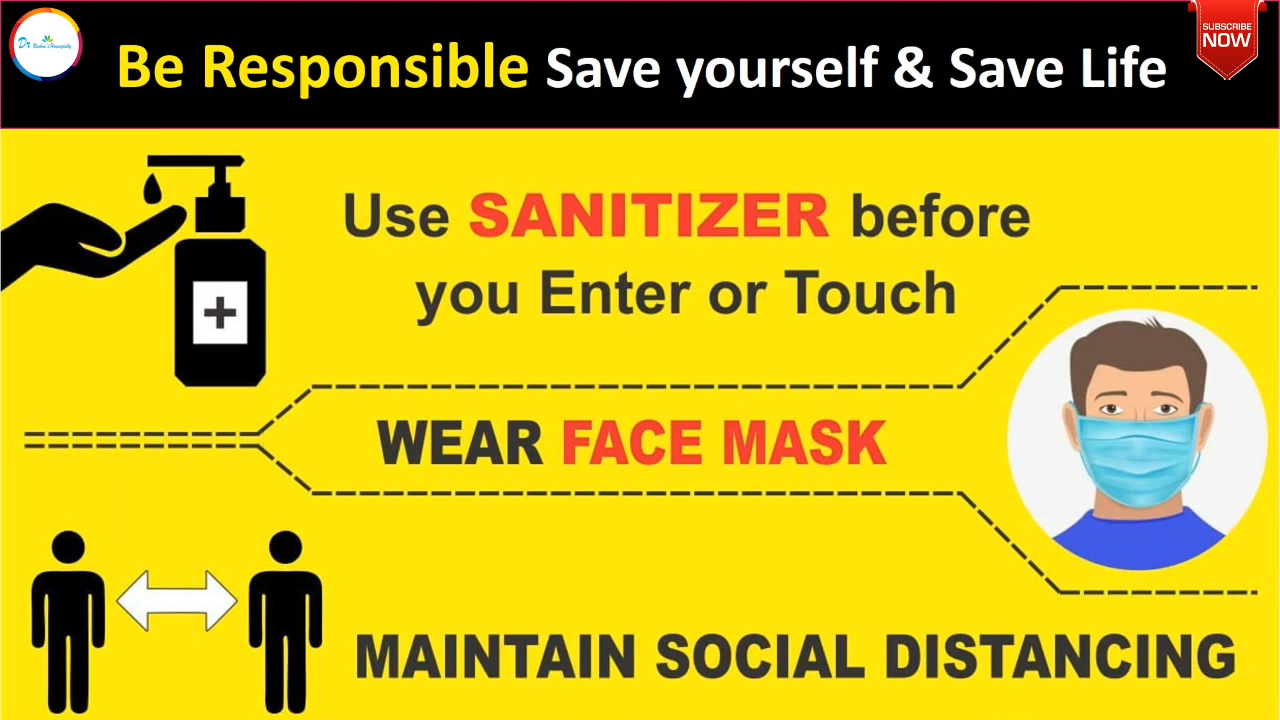 Be Responsible Save yourself & Save Life
SUBSCRIBE
NOW
Use SANITIZER before
you Enter or Touch
WEAR FACE MASK
MAINTAIN SOCIAL DISTANCING